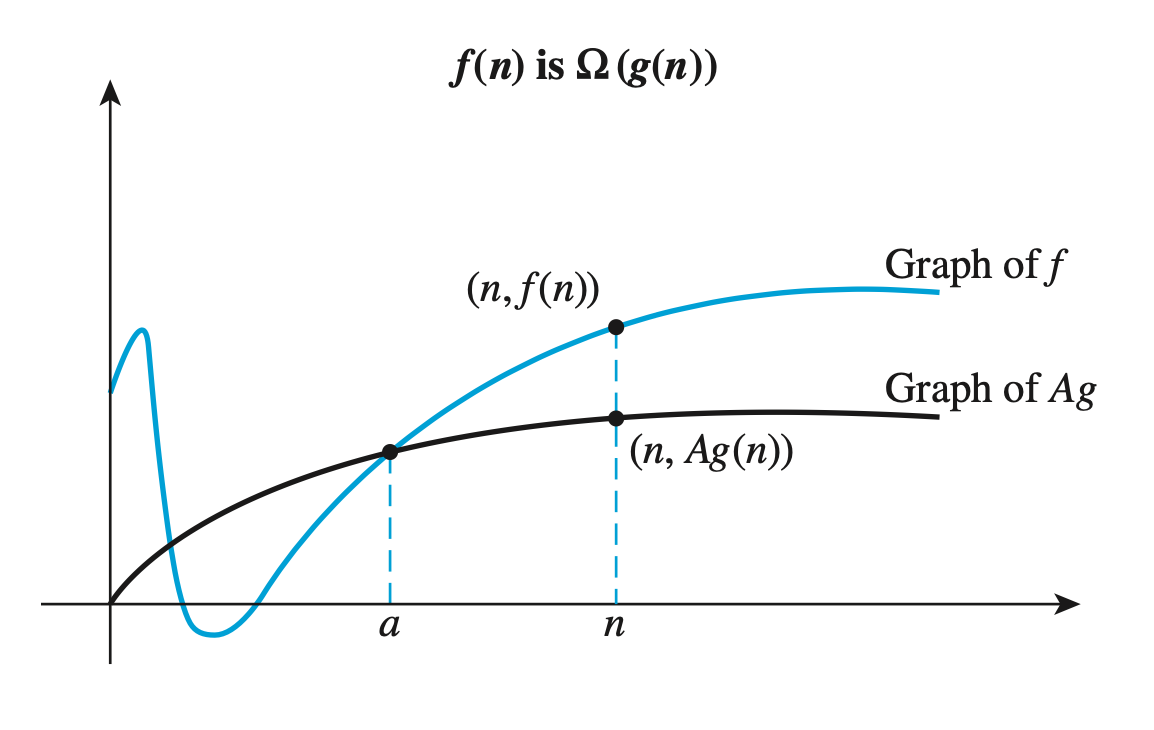 f(n) is Ω(g(n))
Graph of f
(n, f(n))
Graph of Ag
(n, Ag(n))
a
n